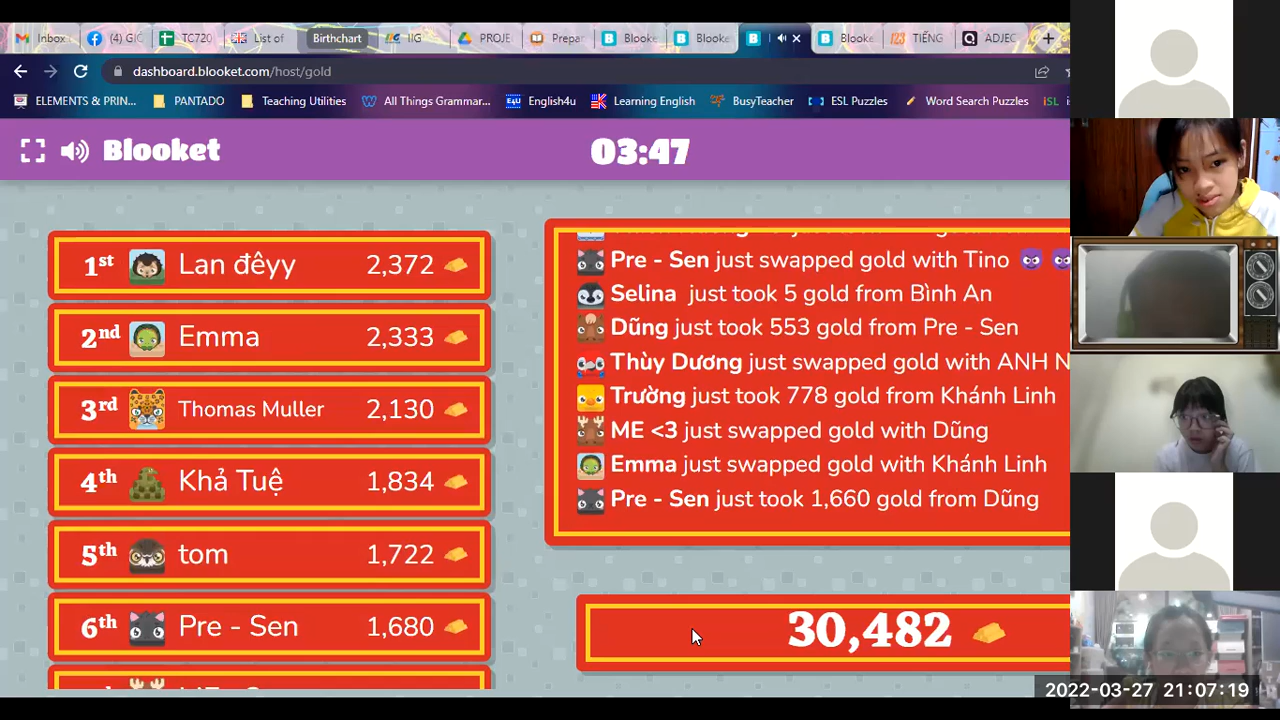 Inbox
(4) GIC
TC720
List of
Birthchart
IIG
PROJE
Prepar
Blooke
Blooke
Blooke
123 TIẾNG
ADJEC
dashboard.blooket.com/host/gold
ELEMENTS & PRIN...
PANTADO
Teaching Utilities
All Things Grammar...
E4U English4u
Learning English
BusyTeacher
ESL Puzzles
Word Search Puzzles
iSL
Blooket
03:47
1st Lan đêyy 2,372
2nd Emma 2,333
3rd Thomas Muller 2,130
4th Khả Tuệ 1,834
5th tom 1,722
6th Pre - Sen 1,680
Pre - Sen just swapped gold with Tino 😈 😈
Selina just took 5 gold from Bình An
Dũng just took 553 gold from Pre - Sen
Thùy Dương just swapped gold with ANH N
Trường just took 778 gold from Khánh Linh
ME <3 just swapped gold with Dũng
Emma just swapped gold with Khánh Linh
Pre - Sen just took 1,660 gold from Dũng
30,482
2022-03-27 21:07:19